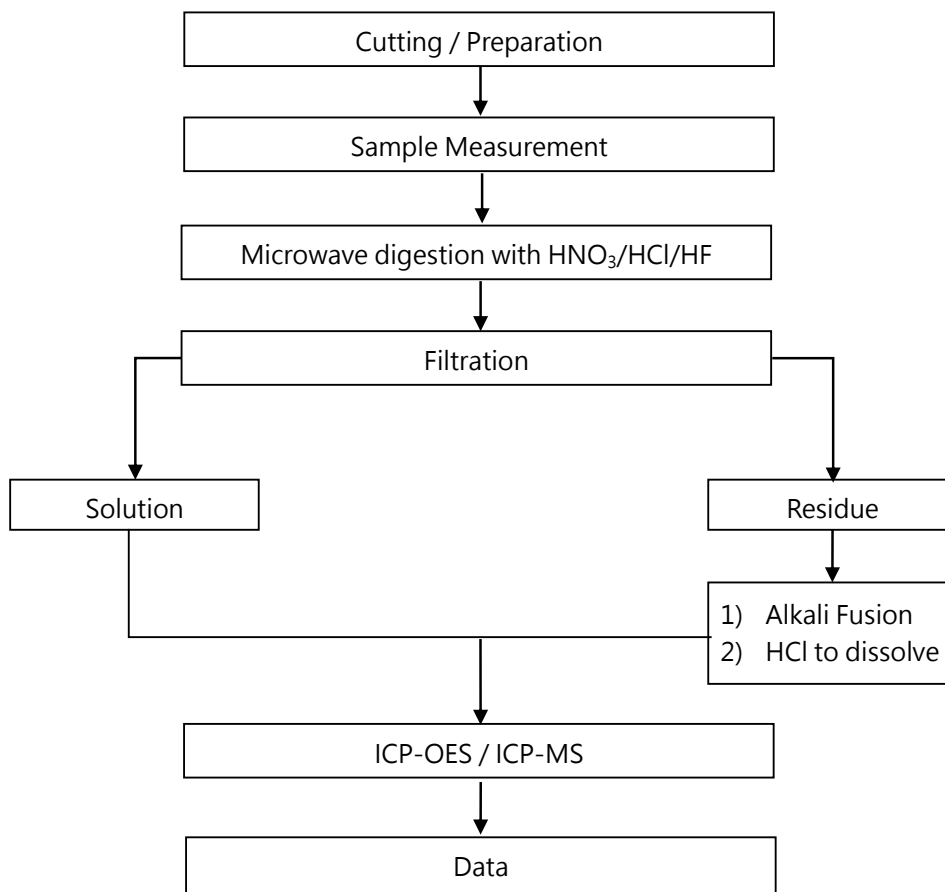 Cutting / Preparation
Sample Measurement
Microwave digestion with HNO₃/HCl/HF
Filtration
Solution
Residue
1) Alkali Fusion
2) HCl to dissolve
ICP-OES / ICP-MS
Data